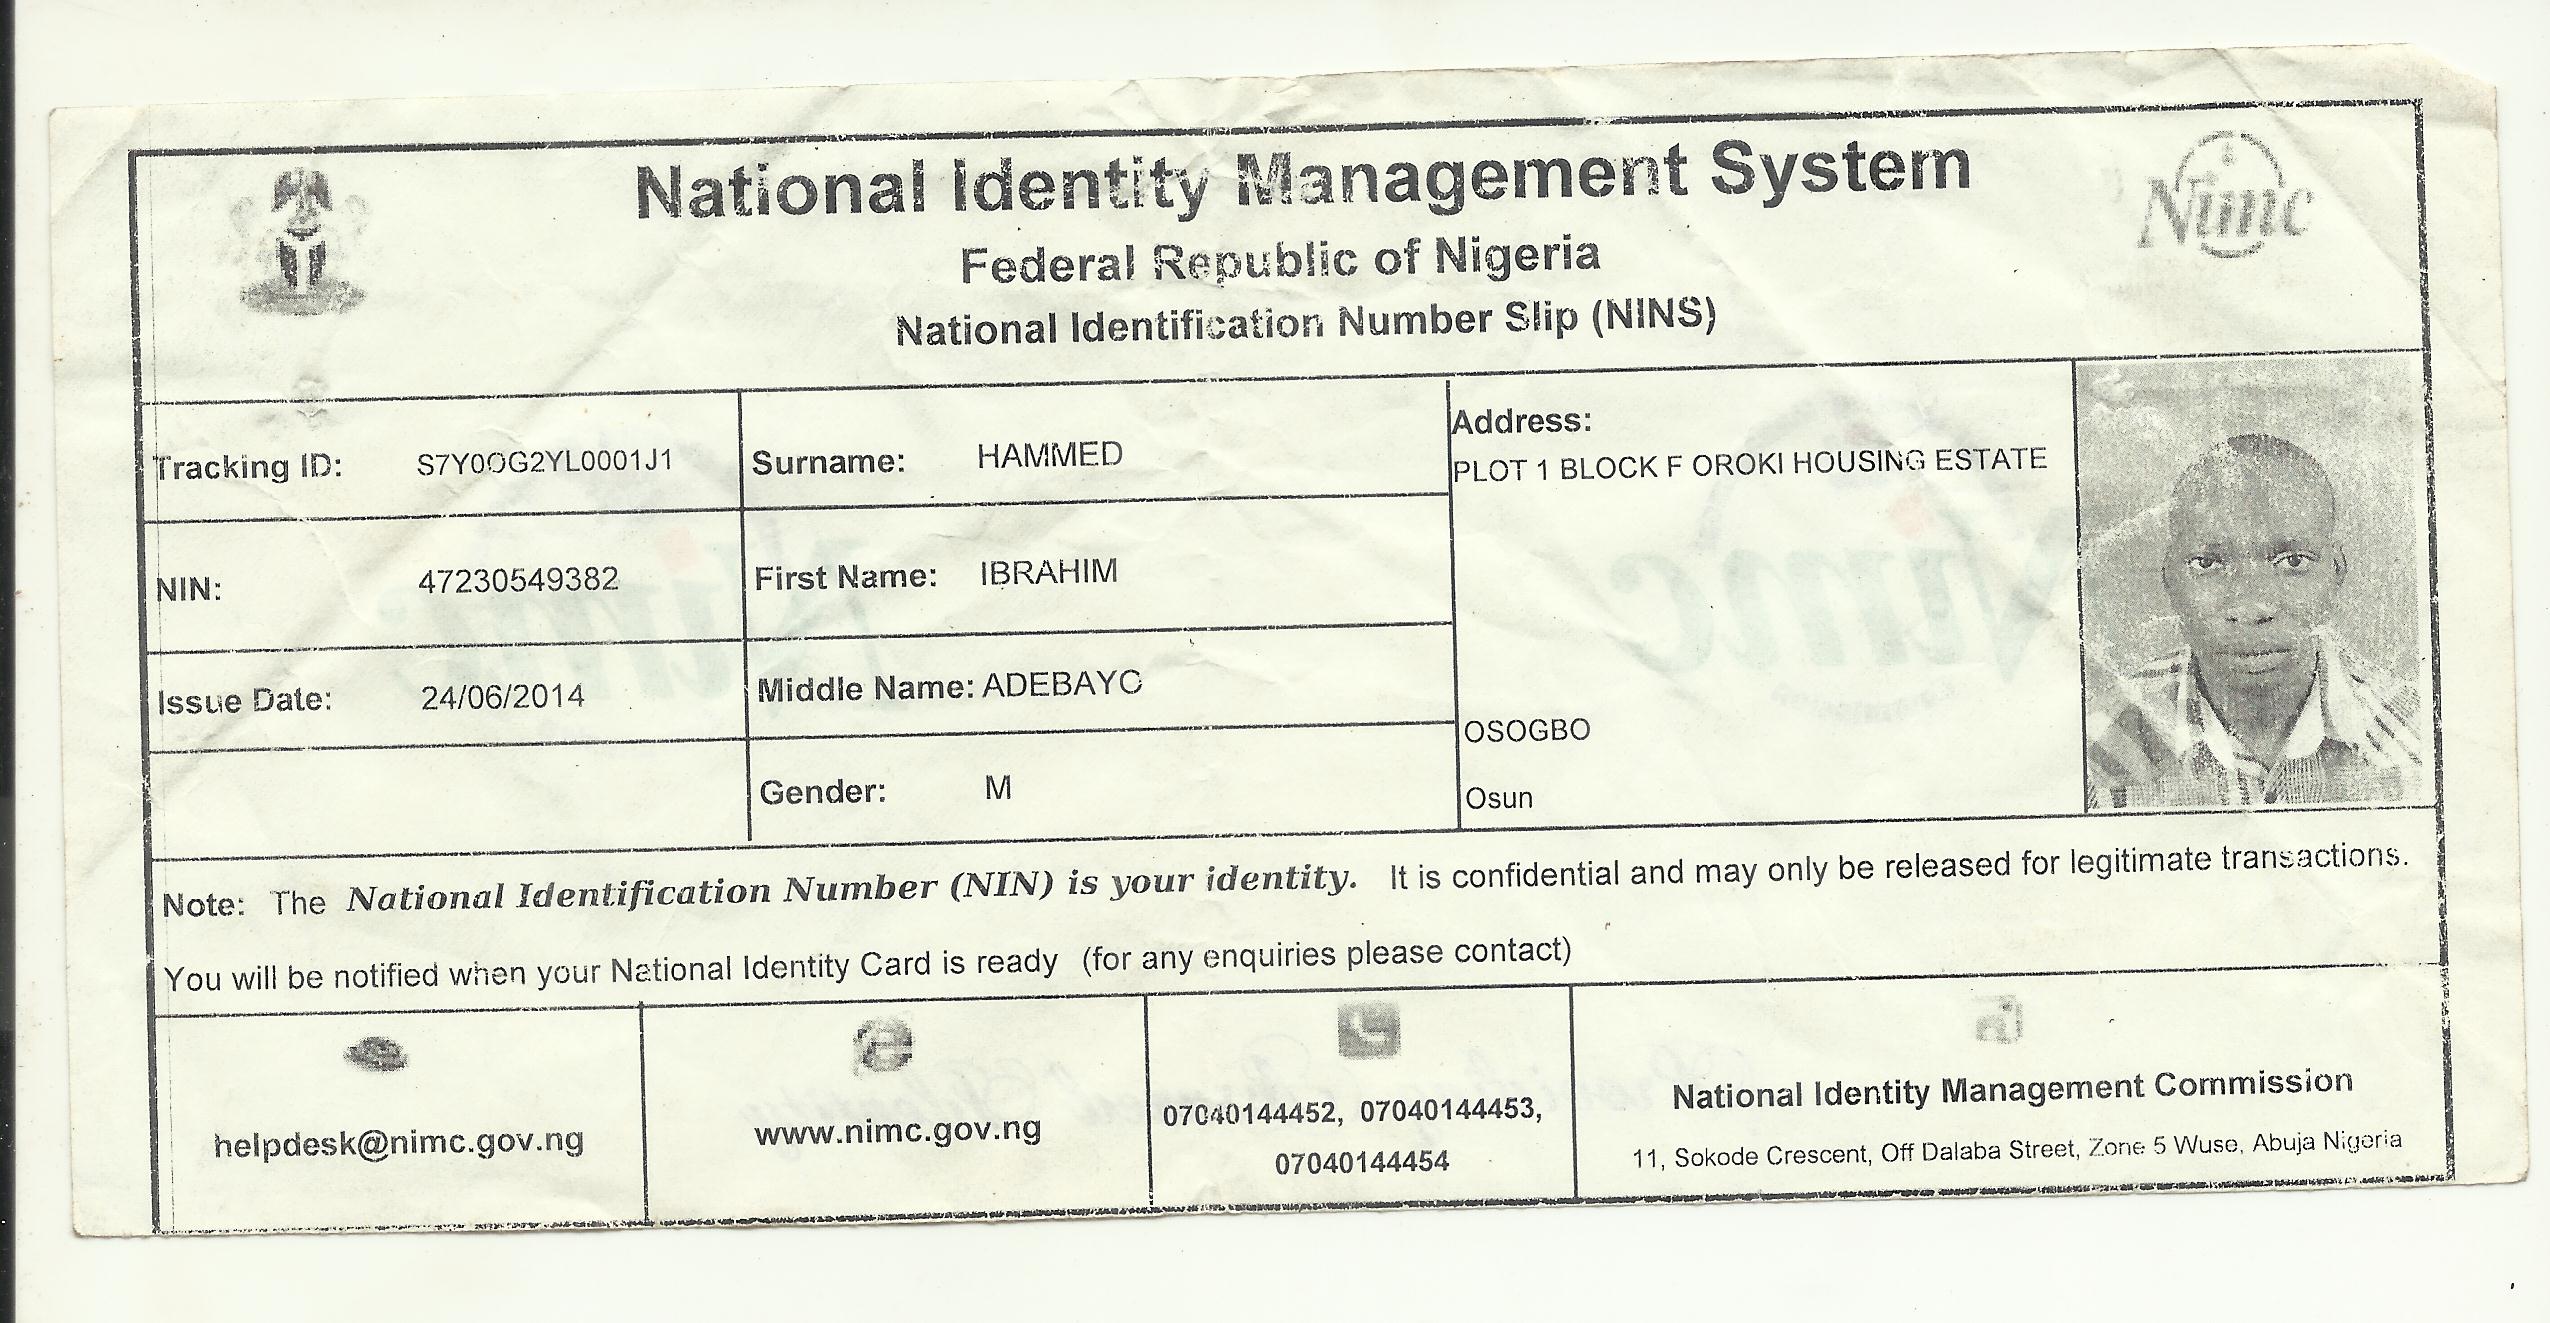 National Identity Management System
Federal Republic of Nigeria
National Identification Number Slip (NINS)
Nimc
Tracking ID: S7Y0OG2YL0001J1
Surname: HAMMED
Address:
PLOT 1 BLOCK F OROKI HOUSING ESTATE
NIN: 47230549382
First Name: IBRAHIM
Issue Date: 24/06/2014
Middle Name: ADEBAYO
OSOGBO
Gender: M
Osun
Note: The National Identification Number (NIN) is your identity. It is confidential and may only be released for legitimate transactions.
You will be notified when your National Identity Card is ready (for any enquiries please contact)
helpdesk@nimc.gov.ng
www.nimc.gov.ng
07040144452, 07040144453,
07040144454
National Identity Management Commission
11, Sokode Crescent, Off Dalaba Street, Zone 5 Wuse, Abuja Nigeria